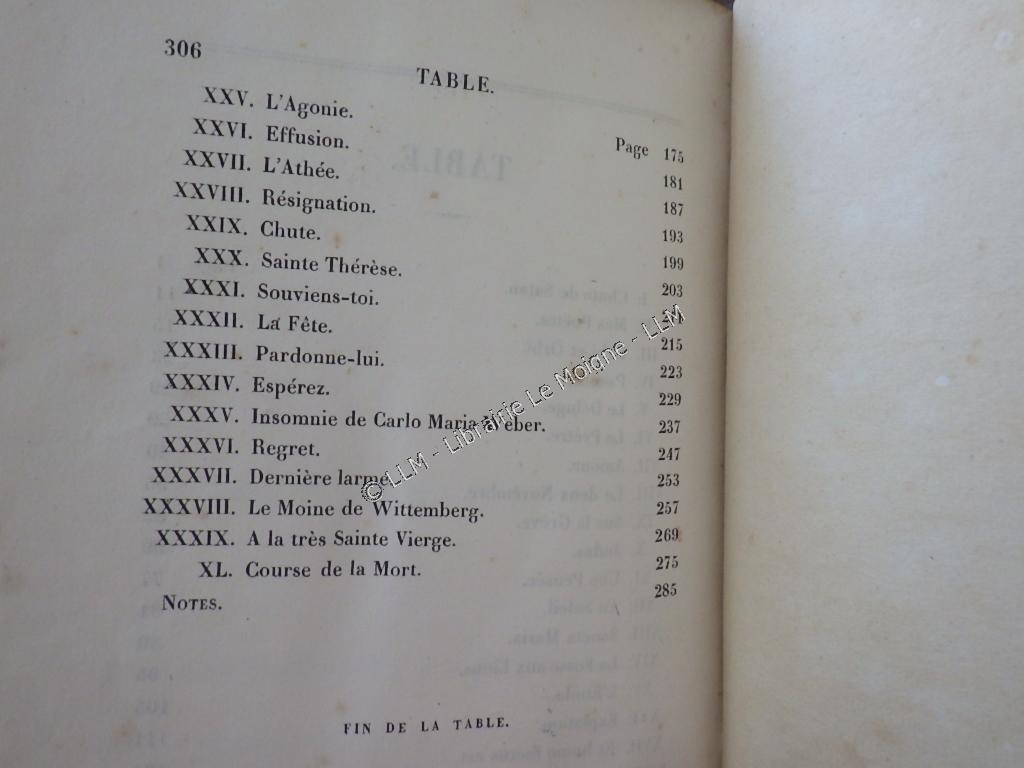 306
TABLE.
XXV. L'Agonie. Page 175
XXVI. Effusion. 181
XXVII. L'Athée. 187
XXVIII. Résignation. 193
XXIX. Chute. 199
XXX. Sainte Thérèse. 203
XXXI. Souviens-toi.
XXXII. La Fête. 215
XXXIII. Pardonne-lui. 223
XXXIV. Espérez. 229
XXXV. Insomnie de Carlo Maria Weber. 237
XXXVI. Regret. 247
XXXVII. Dernière larme. 253
XXXVIII. Le Moine de Wittemberg. 257
XXXIX. A la très Sainte Vierge. 269
XL. Course de la Mort. 275
NOTES. 285
FIN DE LA TABLE.
© LLM - Librairie Le Moigne - LLM